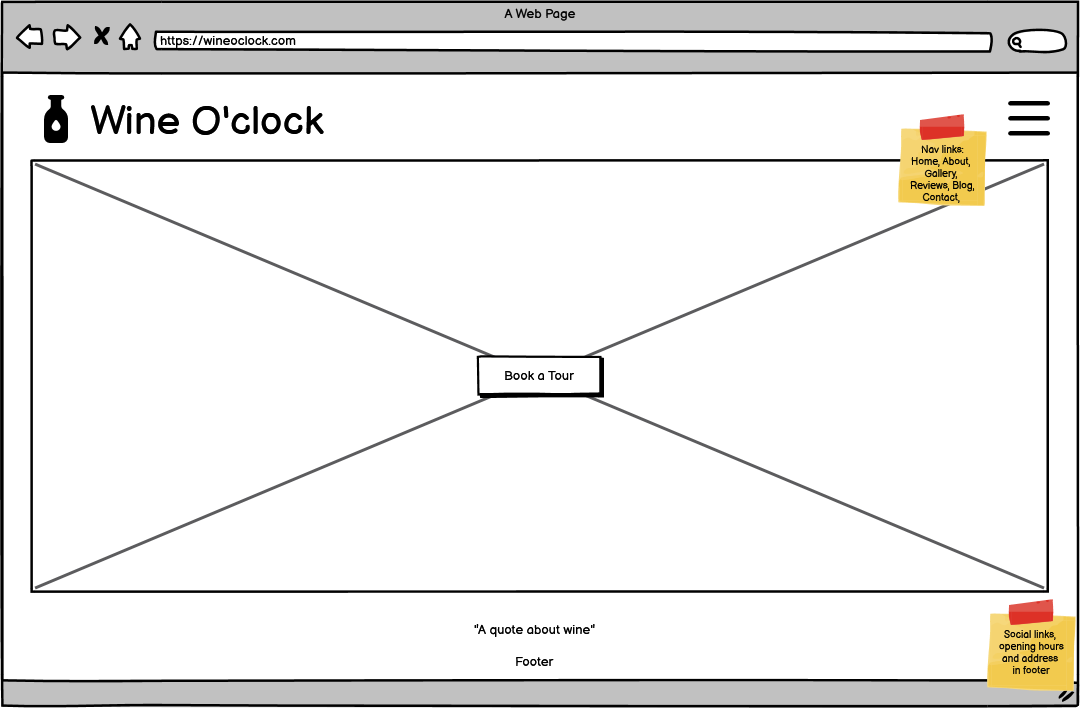 A Web Page
https://wineoclock.com
Wine O'clock
Nav links:
Home, About,
Gallery,
Reviews, Blog,
Contact,
Book a Tour
"A quote about wine"
Footer
Social links,
opening hours
and address
in footer